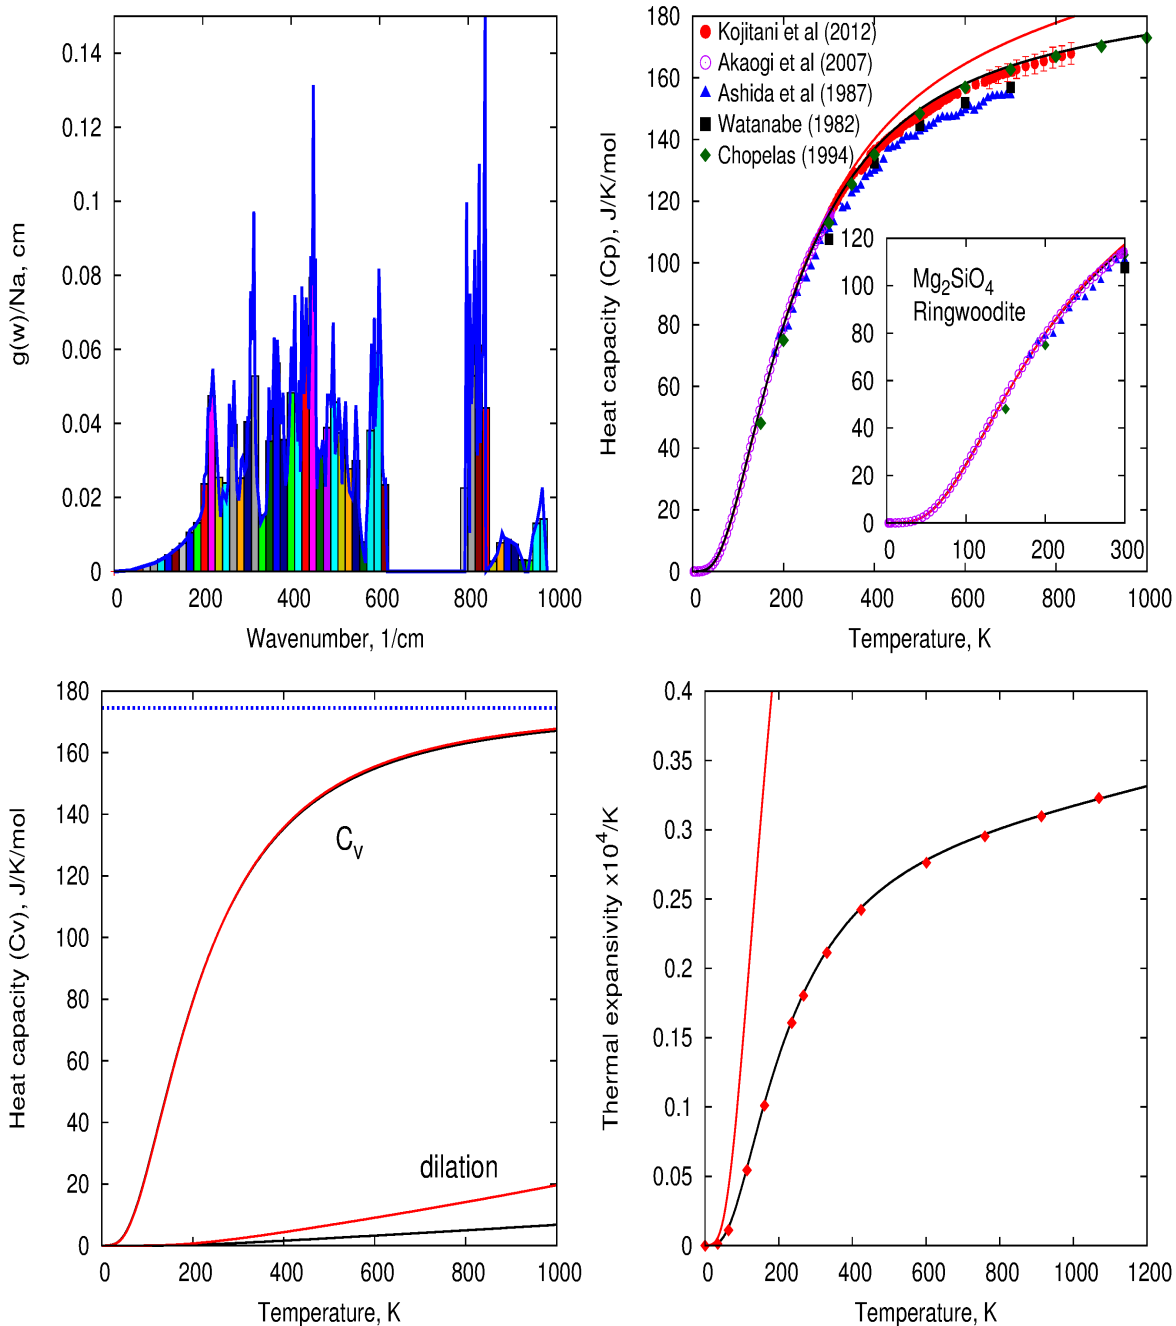 0.14
0.12
0.1
0.08
0.06
0.04
0.02
0
g(w)/Na, cm
0 200 400 600 800 1000
Wavenumber, 1/cm
180
160
140
120
100
80
60
40
20
0
Heat capacity (Cp), J/K/mol
Kojitani et al (2012)
Akaogi et al (2007)
Ashida et al (1987)
Watanabe (1982)
Chopelas (1994)
120
100
80
60
40
20
0
Mg2SiO4
Ringwoodite
0 100 200 300
0 200 400 600 800 1000
Temperature, K
180
160
140
120
100
80
60
40
20
0
Heat capacity (Cv), J/K/mol
Cv
dilation
0 200 400 600 800 1000
Temperature, K
0.4
0.35
0.3
0.25
0.2
0.15
0.1
0.05
0
Thermal expansivity x10^4/K
0 200 400 600 800 1000 1200
Temperature, K